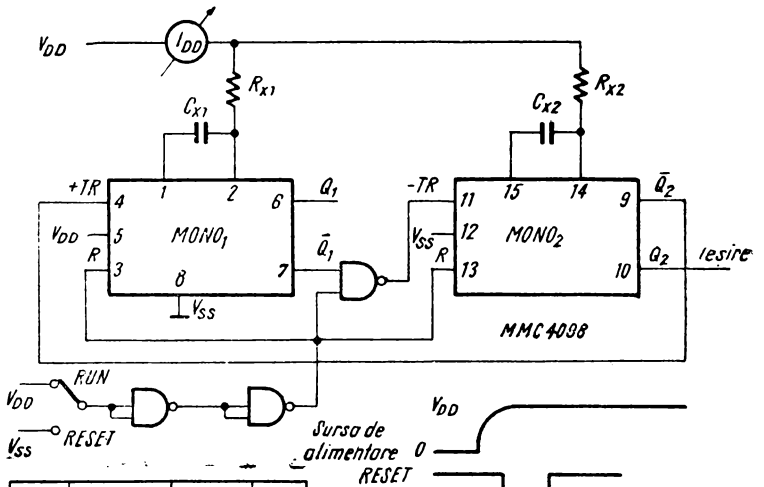 V_DD
I_DD
R_X1
R_X2
C_X1
C_X2
+TR
4
1
2
6
Q_1
V_DD
5
MONO_1
R
3
8
7
Q̄_1
V_SS
-TR
11
15
14
9
Q̄_2
V_SS
12
MONO_2
R
13
10
Q_2
Iesire
MMC4098
RUN
V_DD
V_SS
RESET
V_DD
Sursa de
alimentare
0
RESET